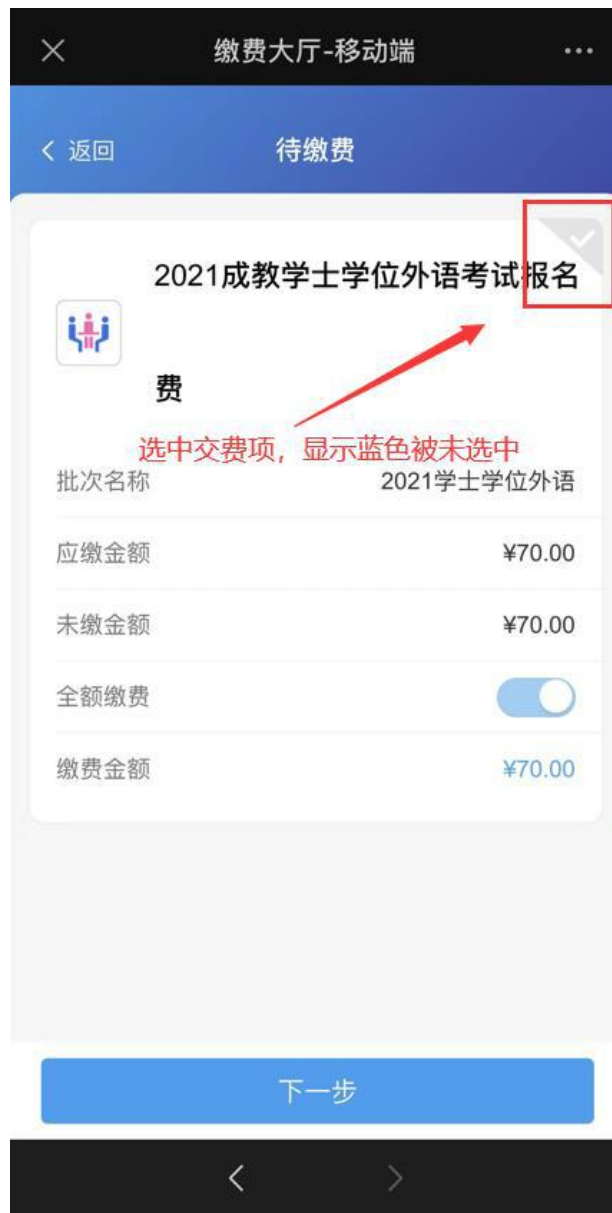 缴费大厅-移动端
返回
待缴费
2021成教学士学位外语考试报名
费
选中交费项，显示蓝色被未选中
批次名称 2021学士学位外语
应缴金额 ¥70.00
未缴金额 ¥70.00
全额缴费
缴费金额 ¥70.00
下一步